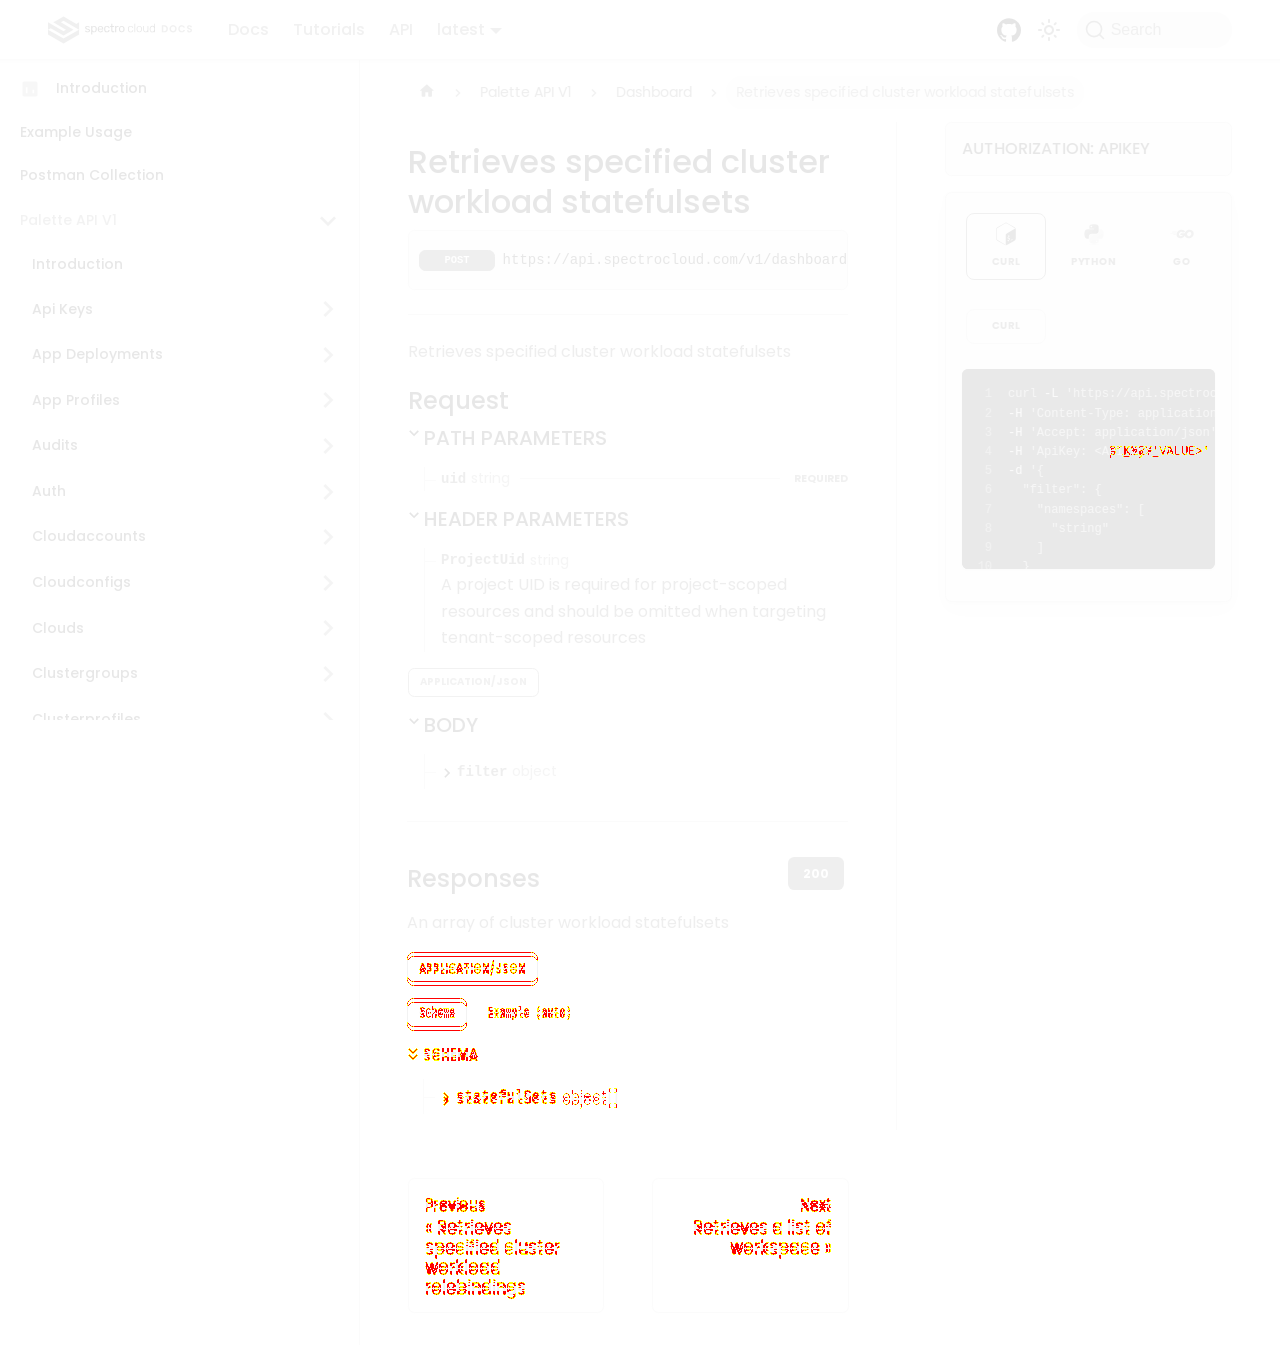 spectro cloud DOCS
Docs
Tutorials
API
latest
Search
Introduction
Example Usage
Postman Collection
Palette API V1
Introduction
Api Keys
App Deployments
App Profiles
Audits
Auth
Cloudaccounts
Cloudconfigs
Clouds
Clustergroups
Clusterprofiles
Palette API V1
Dashboard
Retrieves specified cluster workload statefulsets
Retrieves specified cluster
workload statefulsets
POST https://api.spectrocloud.com/v1/dashboard
Retrieves specified cluster workload statefulsets
Request
PATH PARAMETERS
uid string REQUIRED
HEADER PARAMETERS
ProjectUid string
A project UID is required for project-scoped
resources and should be omitted when targeting
tenant-scoped resources
APPLICATION/JSON
BODY
filter object
Responses
200
An array of cluster workload statefulsets
APPLICATION/JSON
Schema
Example (auto)
SCHEMA
statefulSets object[]
Previous
« Retrieves
specified cluster
workload
rolebindings
Next
Retrieves a list of
workspace »
AUTHORIZATION: APIKEY
CURL
PYTHON
GO
CURL
1 curl -L 'https://api.spectroc
2 -H 'Content-Type: application
3 -H 'Accept: application/json'
4 -H 'ApiKey: <
5 -d '{
6 "filter": {
7 "namespaces": [
8 "string"
9 ]
10 }